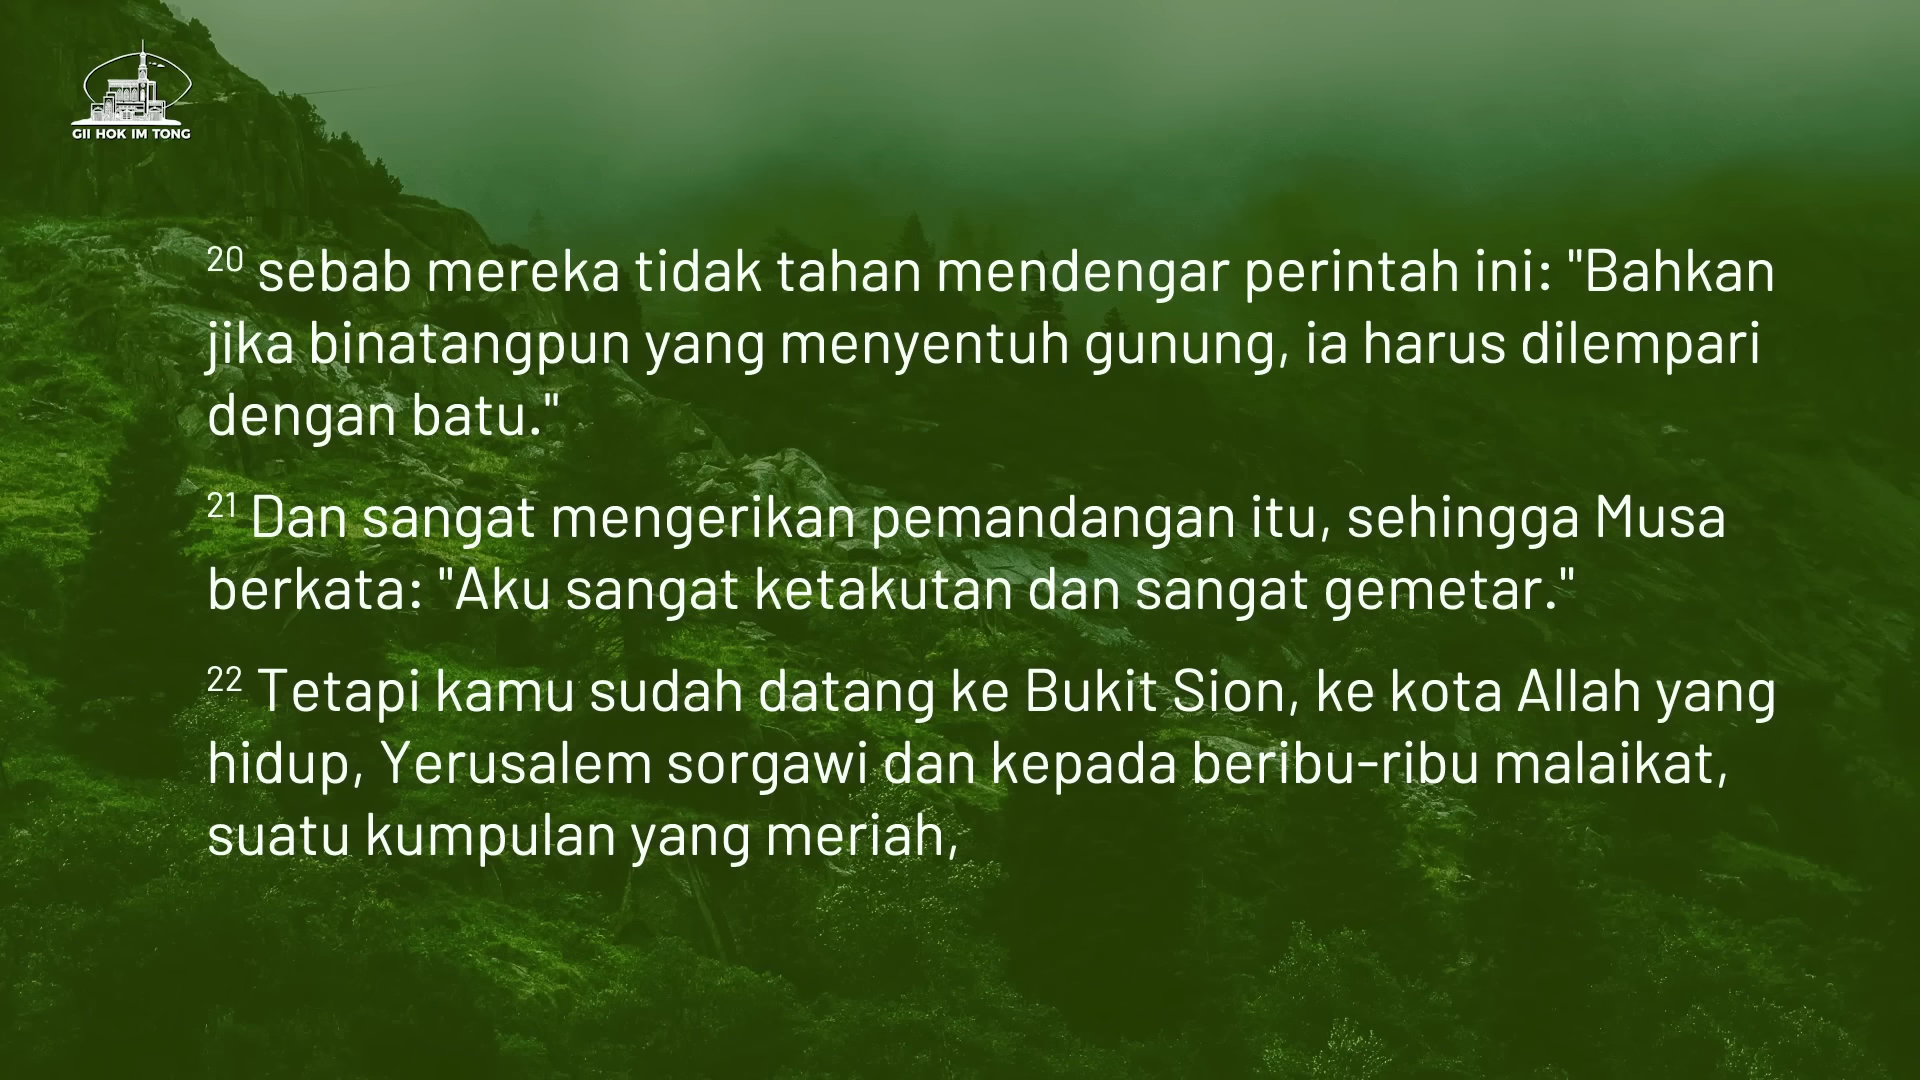 GII HOK IM TONG
20 sebab mereka tidak tahan mendengar perintah ini: "Bahkan
jika binatangpun yang menyentuh gunung, ia harus dilempari
dengan batu."
21 Dan sangat mengerikan pemandangan itu, sehingga Musa
berkata: "Aku sangat ketakutan dan sangat gemetar."
22 Tetapi kamu sudah datang ke Bukit Sion, ke kota Allah yang
hidup, Yerusalem sorgawi dan kepada beribu-ribu malaikat,
suatu kumpulan yang meriah,